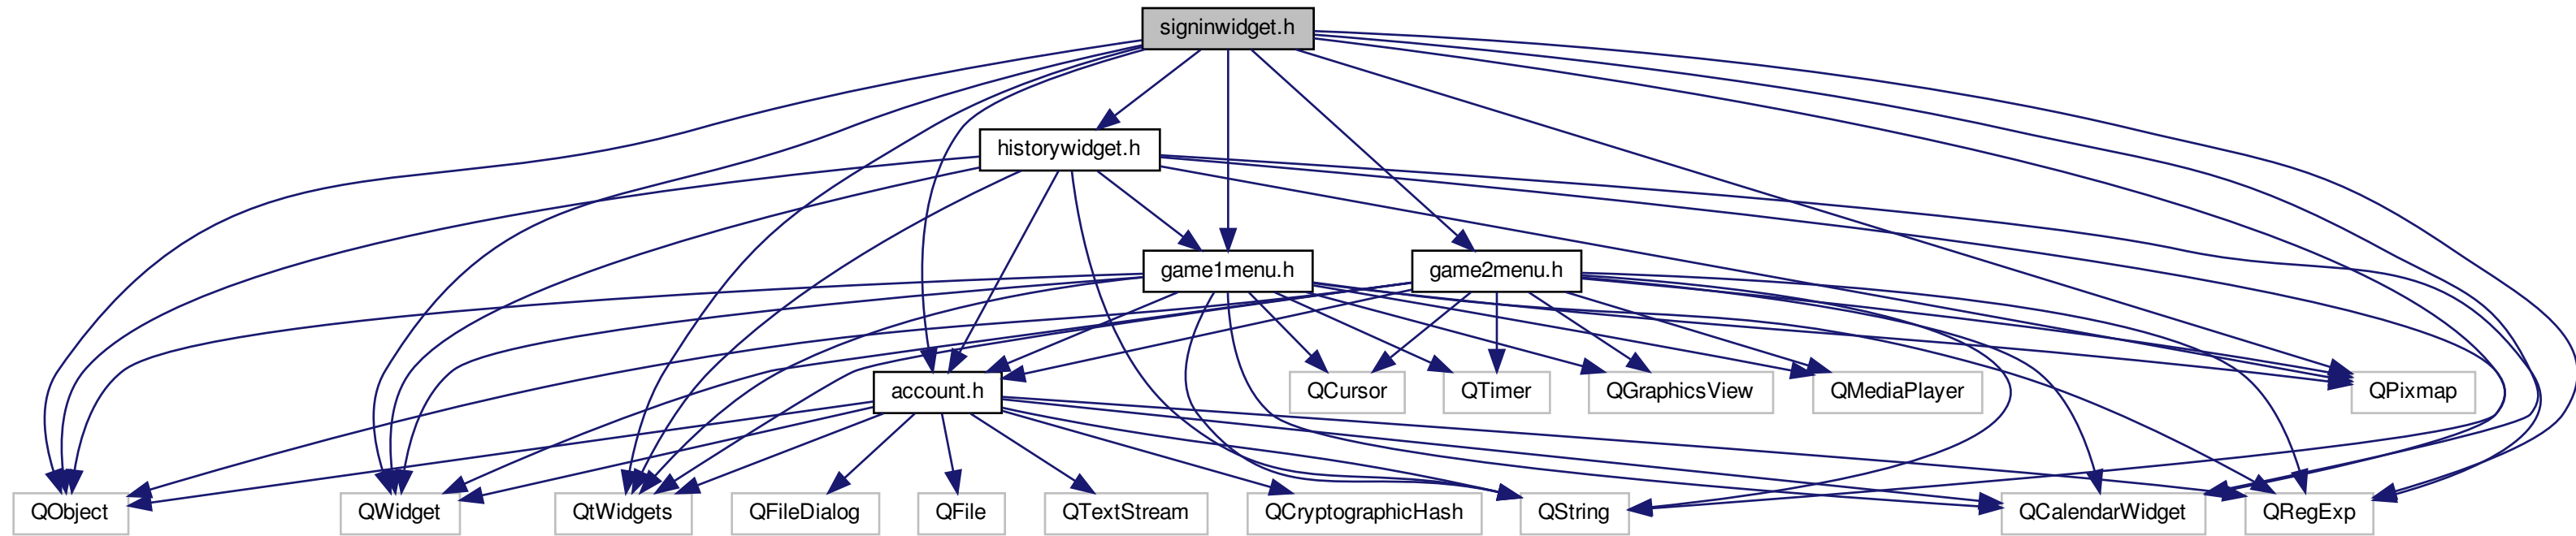 signinwidget.h
historywidget.h
game1menu.h
game2menu.h
account.h
QCursor
QTimer
QGraphicsView
QMediaPlayer
QPixmap
QObject
QWidget
QtWidgets
QFileDialog
QFile
QTextStream
QCryptographicHash
QString
QCalendarWidget
QRegExp